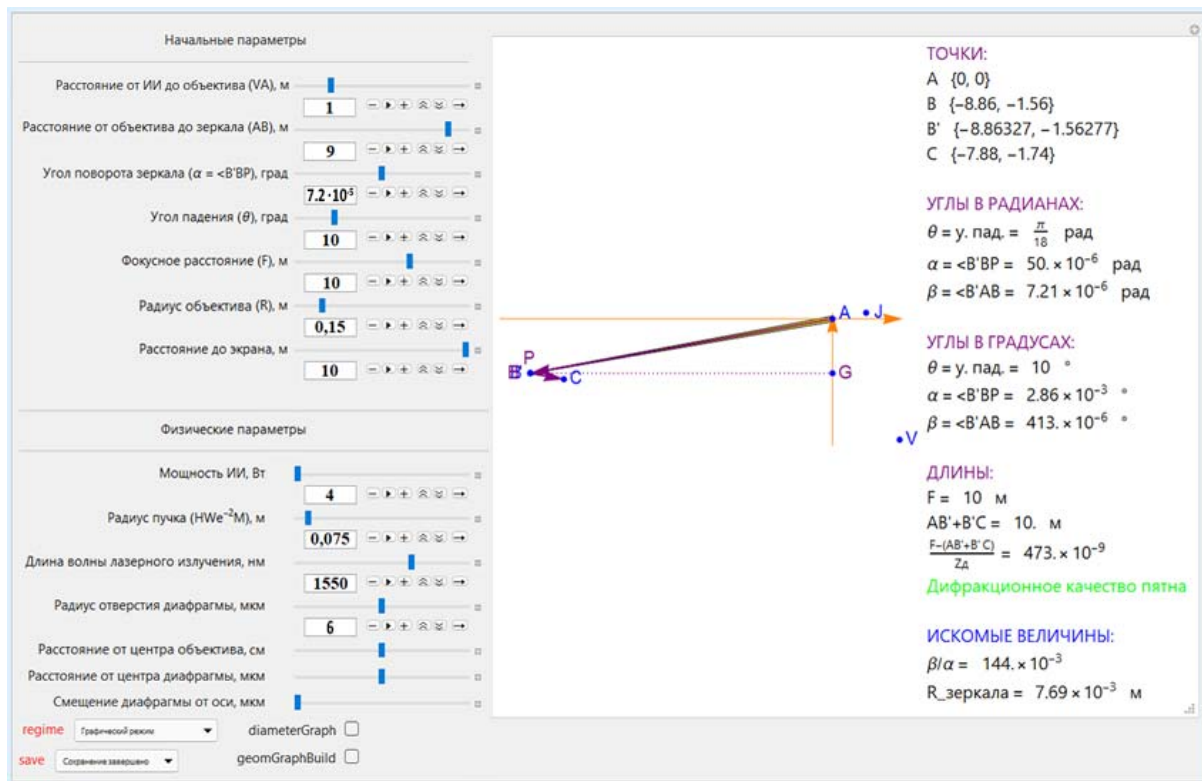 Начальные параметры
Расстояние от ИИ до объектива (VA), м
1
Расстояние от объектива до зеркала (AB), м
9
Угол поворота зеркала (α = <B'BP), град
7.2·10⁻⁵
Угол падения (θ), град
10
Фокусное расстояние (F), м
10
Радиус объектива (R), м
0,15
Расстояние до экрана, м
10
Физические параметры
Мощность ИИ, Вт
4
Радиус пучка (HWe⁻²M), м
0,075
Длина волны лазерного излучения, нм
1550
Радиус отверстия диафрагмы, мкм
6
Расстояние от центра объектива, см
Расстояние от центра диафрагмы, мкм
Смещение диафрагмы от оси, мкм
regime Графический режим diameterGraph
save Сохранение завершено geomGraphBuild
A J
P
C G
V
ТОЧКИ:
A {0, 0}
B {−8.86, −1.56}
B' {−8.86327, −1.56277}
C {−7.88, −1.74}
УГЛЫ В РАДИАНАХ:
θ = у. пад. = π/18 рад
α = <B'BP = 50. × 10⁻⁶ рад
β = <B'AB = 7.21 × 10⁻⁶ рад
УГЛЫ В ГРАДУСАХ:
θ = у. пад. = 10 °
α = <B'BP = 2.86 × 10⁻³ °
β = <B'AB = 413. × 10⁻⁶ °
ДЛИНЫ:
F = 10 м
AB'+B'C = 10. м
F−(AB'+B'C)/Zд = 473. × 10⁻⁹
Дифракционное качество пятна
ИСКОМЫЕ ВЕЛИЧИНЫ:
β/α = 144. × 10⁻³
R_зеркала = 7.69 × 10⁻³ м